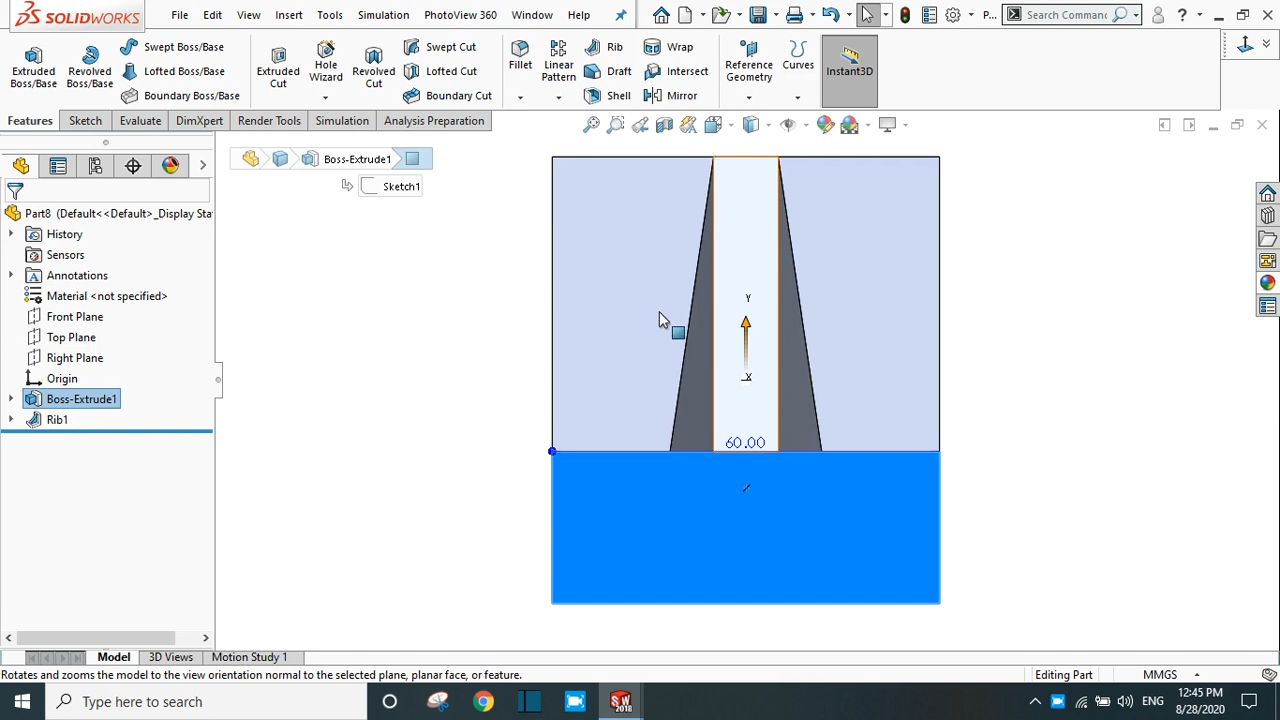 SOLIDWORKS File Edit View Insert Tools Simulation PhotoView 360 Window Help P... Search Commanc ?
Extruded Boss/Base
Revolved Boss/Base
Swept Boss/Base
Lofted Boss/Base
Boundary Boss/Base
Extruded Cut
Hole Wizard
Revolved Cut
Swept Cut
Lofted Cut
Boundary Cut
Fillet
Linear Pattern
Rib
Draft
Shell
Wrap
Intersect
Mirror
Reference Geometry
Curves
Instant3D
Features Sketch Evaluate DimXpert Render Tools Simulation Analysis Preparation
Boss-Extrude1
Sketch1
Part8 (Default<<Default>_Display Sta
History
Sensors
Annotations
Material <not specified>
Front Plane
Top Plane
Right Plane
Origin
Boss-Extrude1
Rib1
Y
X
60.00
Model 3D Views Motion Study 1
Rotates and zooms the model to the view orientation normal to the selected plane, planar face, or feature. Editing Part MMGS
Type here to search SW 2018 ENG 12:45 PM
8/28/2020